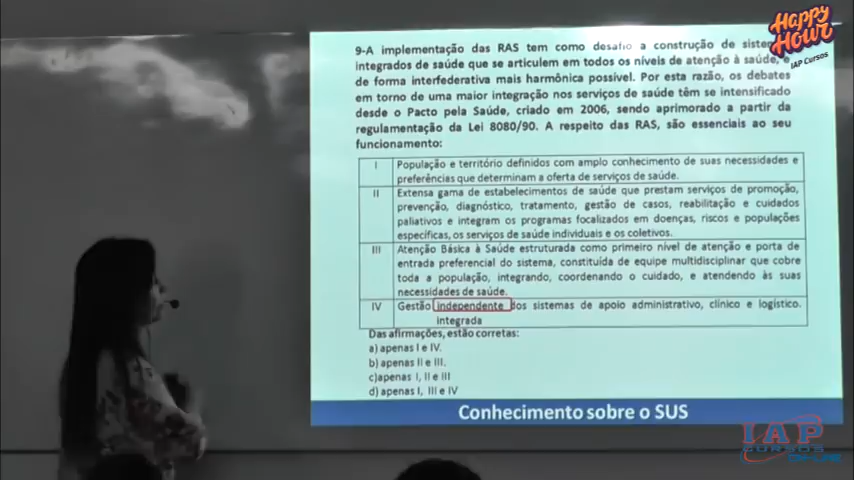 9-A implementação das RAS tem como desafio a construção de
integrados de saúde que se articulem em todos os níveis de atenção à saúde, e
de forma interfederativa mais harmônica possível. Por esta razão, os debates
em torno de uma maior integração nos serviços de saúde têm se intensificado
desde o Pacto pela Saúde, criado em 2006, sendo aprimorado a partir da
regulamentação da Lei 8080/90. A respeito das RAS, são essenciais ao seu
funcionamento:
I População e território definidos com amplo conhecimento de suas necessidades e
preferências que determinam a oferta de serviços de saúde.
II Extensa gama de estabelecimentos de saúde que prestam serviços de promoção,
prevenção, diagnóstico, tratamento, gestão de casos, reabilitação e cuidados
paliativos e integram os programas focalizados em doenças, riscos e populações
específicas, os serviços de saúde individuais e os coletivos.
III Atenção Básica à Saúde estruturada como primeiro nível de atenção e porta de
entrada preferencial do sistema, constituída de equipe multidisciplinar que cobre
toda a população, integrando, coordenando o cuidado, e atendendo às suas
necessidades de saúde.
IV Gestão independente dos sistemas de apoio administrativo, clínico e logístico.
integrada
Das afirmações, estão corretas:
a) apenas I e IV.
b) apenas II e III.
c)apenas I, II e III
d) apenas I, III e IV
Conhecimento sobre o SUS
HAPPY
HOUR
IAP Cursos
IAP
CURSOS
ONLINE